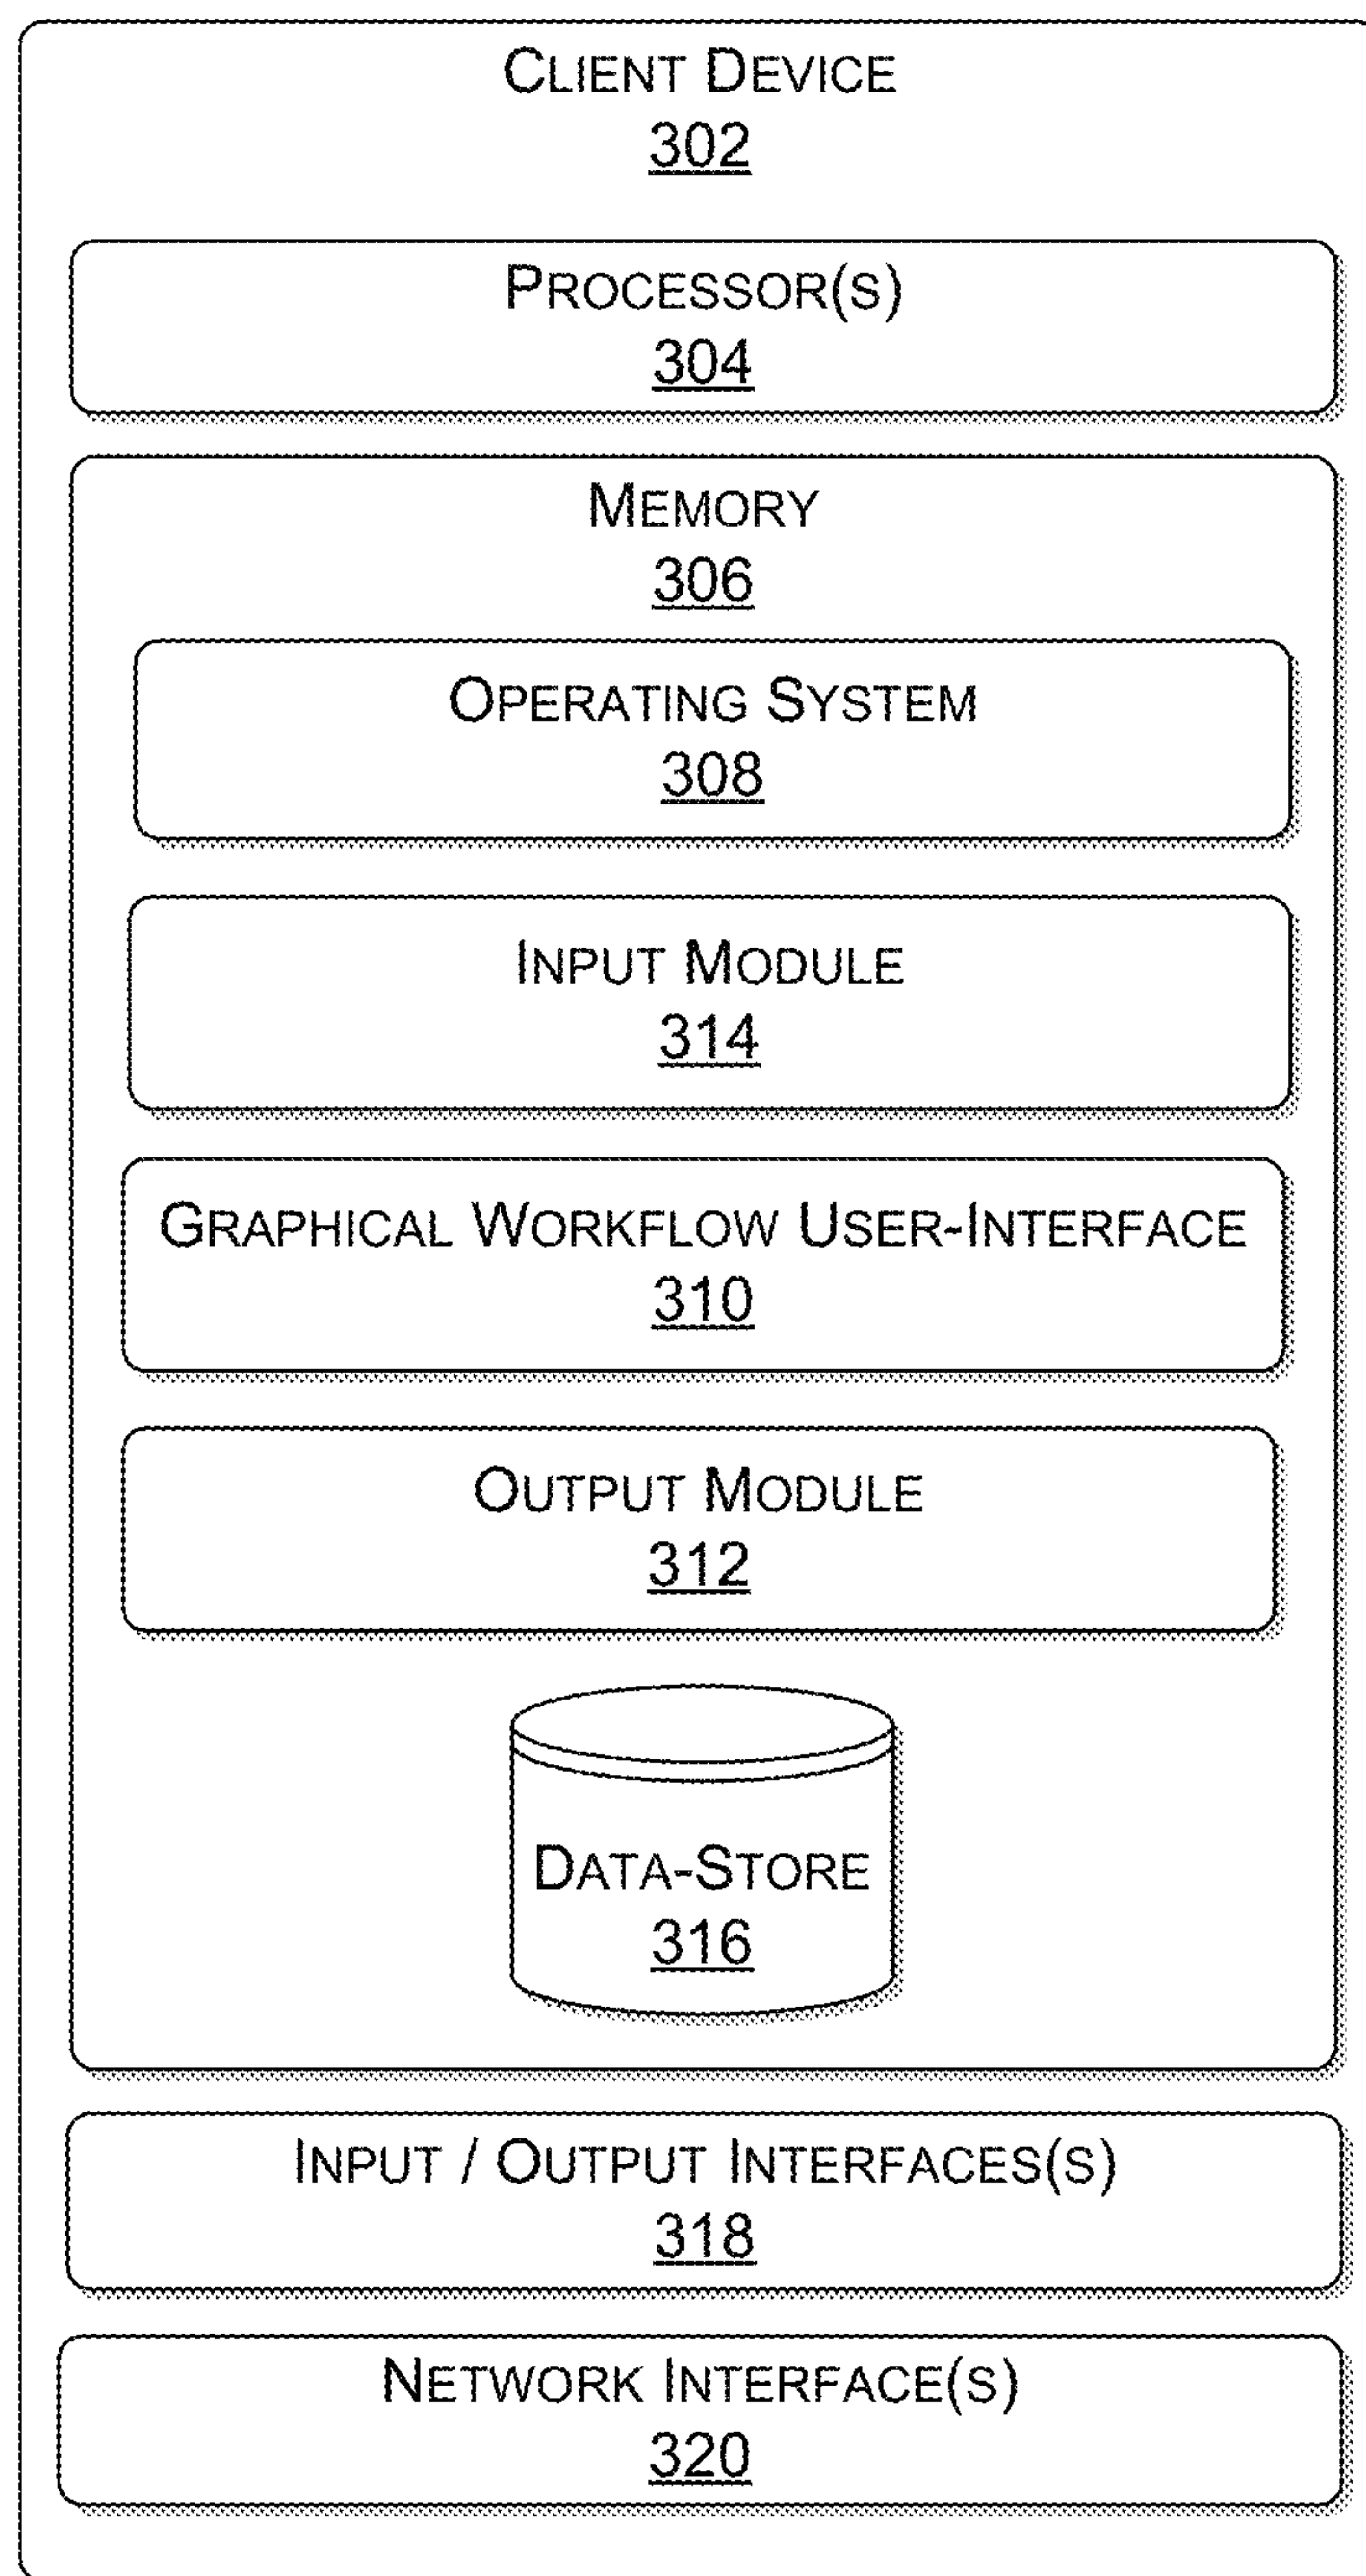 CLIENT DEVICE
302
PROCESSOR(S)
304
MEMORY
306
OPERATING SYSTEM
308
INPUT MODULE
314
GRAPHICAL WORKFLOW USER-INTERFACE
310
OUTPUT MODULE
312
DATA-STORE
316
INPUT / OUTPUT INTERFACES(S)
318
NETWORK INTERFACE(S)
320